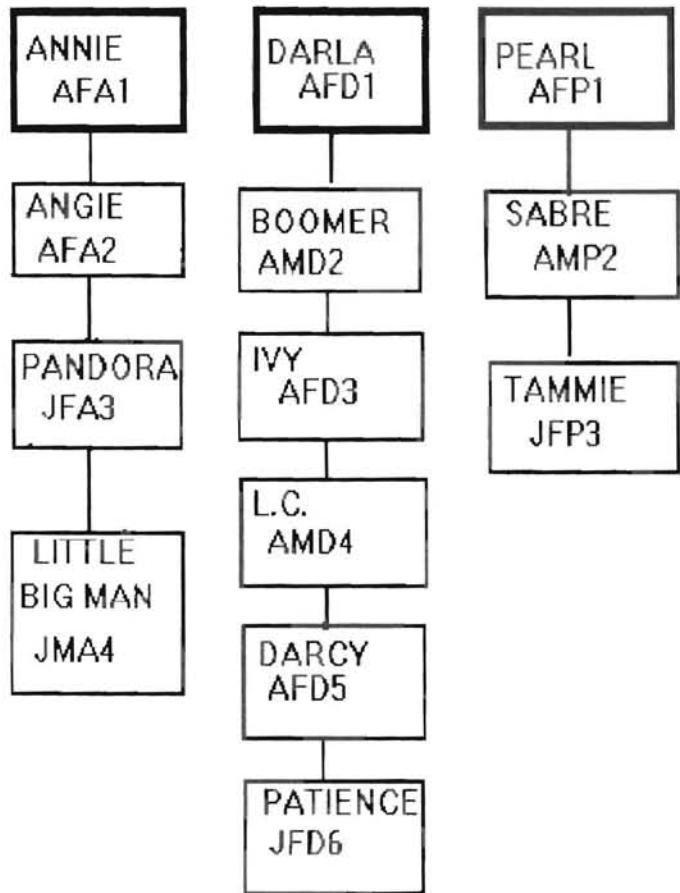 ANNIE
AFA1
ANGIE
AFA2
PANDORA
JFA3
LITTLE
BIG MAN
JMA4
DARLA
AFD1
BOOMER
AMD2
IVY
AFD3
L.C.
AMD4
DARCY
AFD5
PATIENCE
JFD6
PEARL
AFP1
SABRE
AMP2
TAMMIE
JFP3